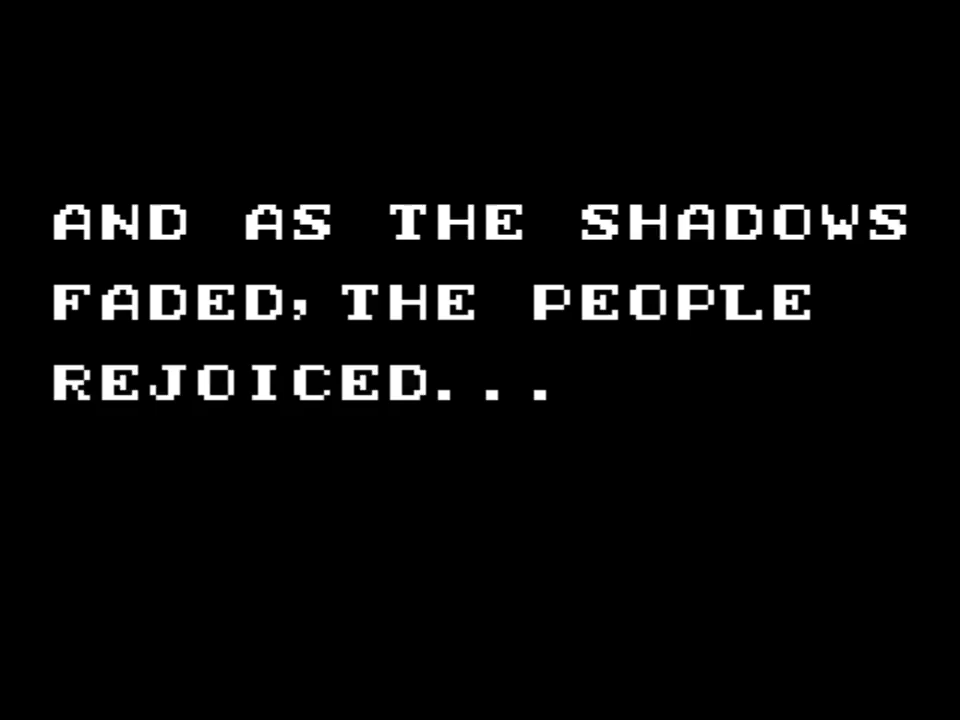 AND AS THE SHADOWS
FADED, THE PEOPLE
REJOICED...